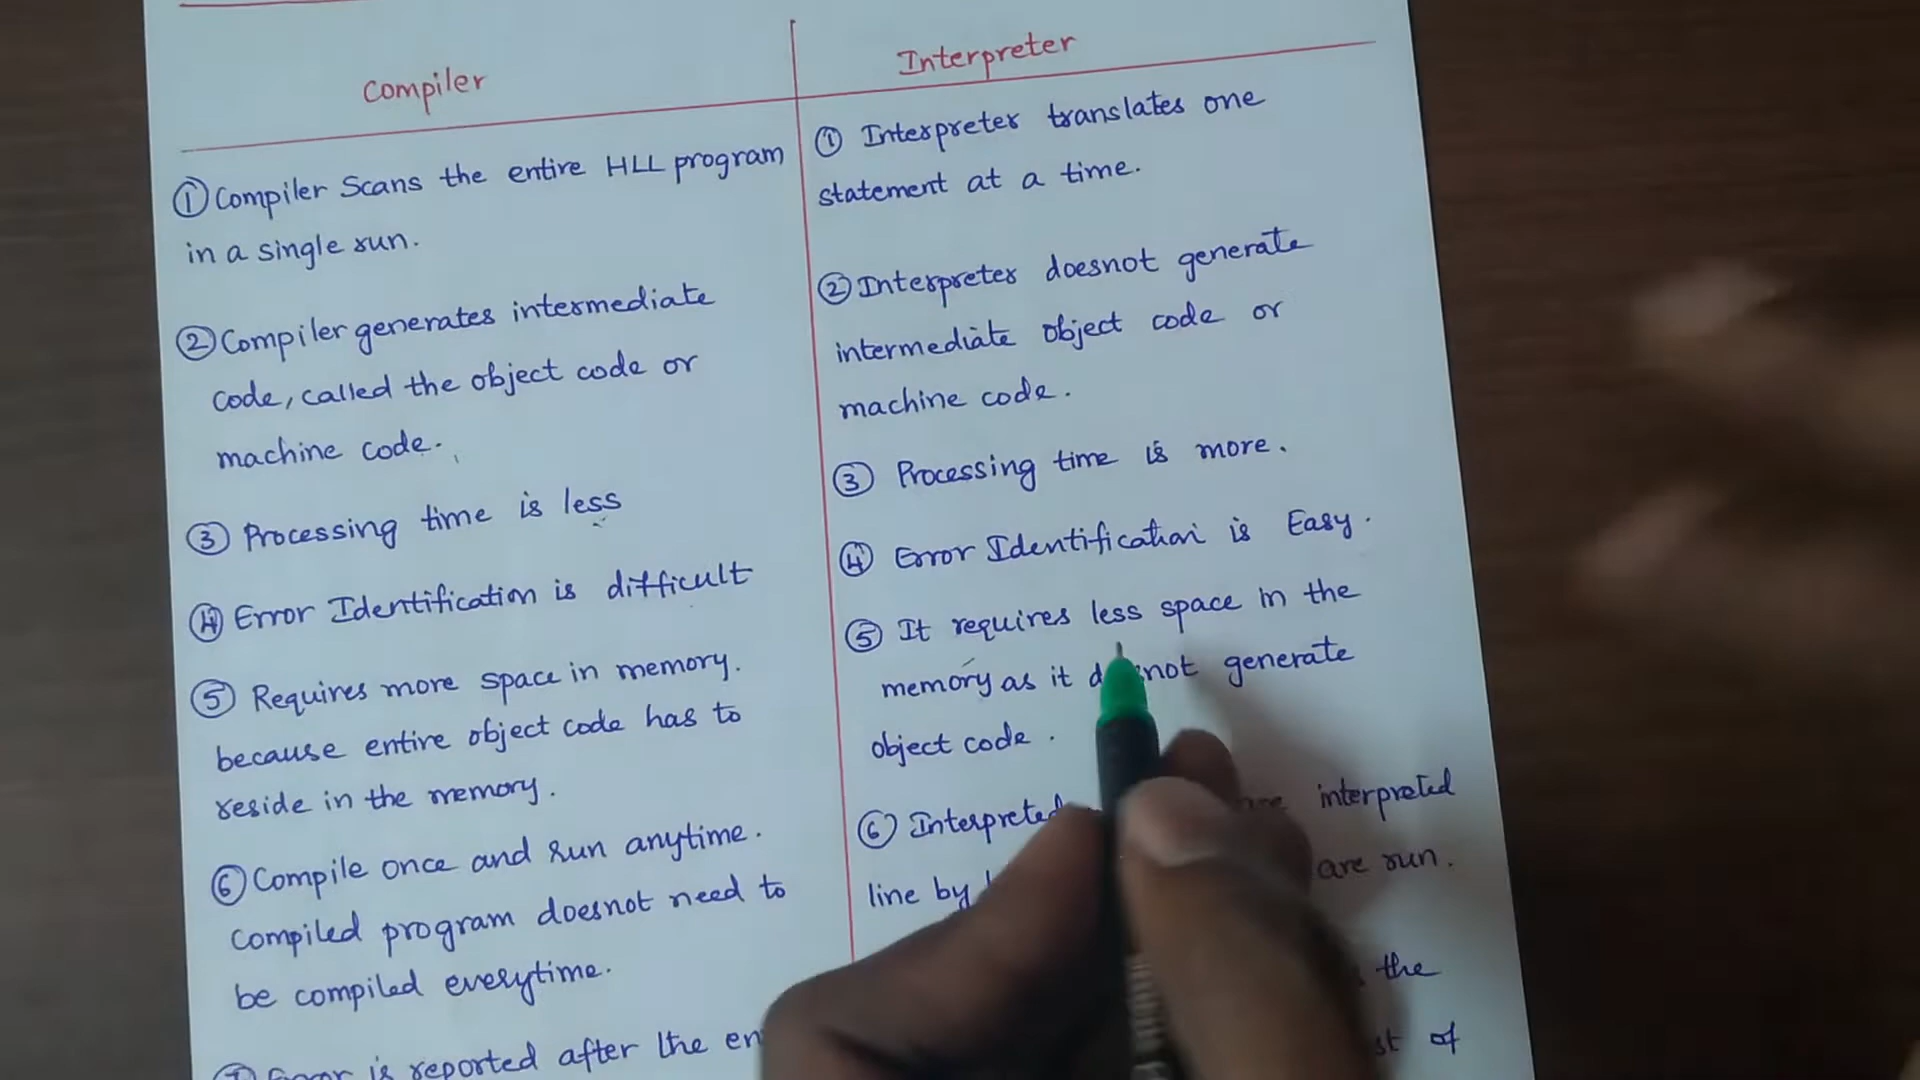 Compiler
① Compiler Scans the entire HLL program
in a single run.
② Compiler generates intermediate
code, called the object code or
machine code.
③ Processing time is less
④ Error Identification is difficult
⑤ Requires more space in memory.
because entire object code has to
reside in the memory.
⑥ Compile once and run anytime.
Compiled program doesnot need to
be compiled everytime.
is reported after the
Interpreter
① Interpreter translates one
statement at a time.
② Interpreter doesnot generate
intermediate object code or
machine code.
③ Processing time is more.
④ Error Identification is Easy.
⑤ It requires less space in the
memory as it not generate
object code.
⑥ Interpreted interpreted
line by are run.
the
of